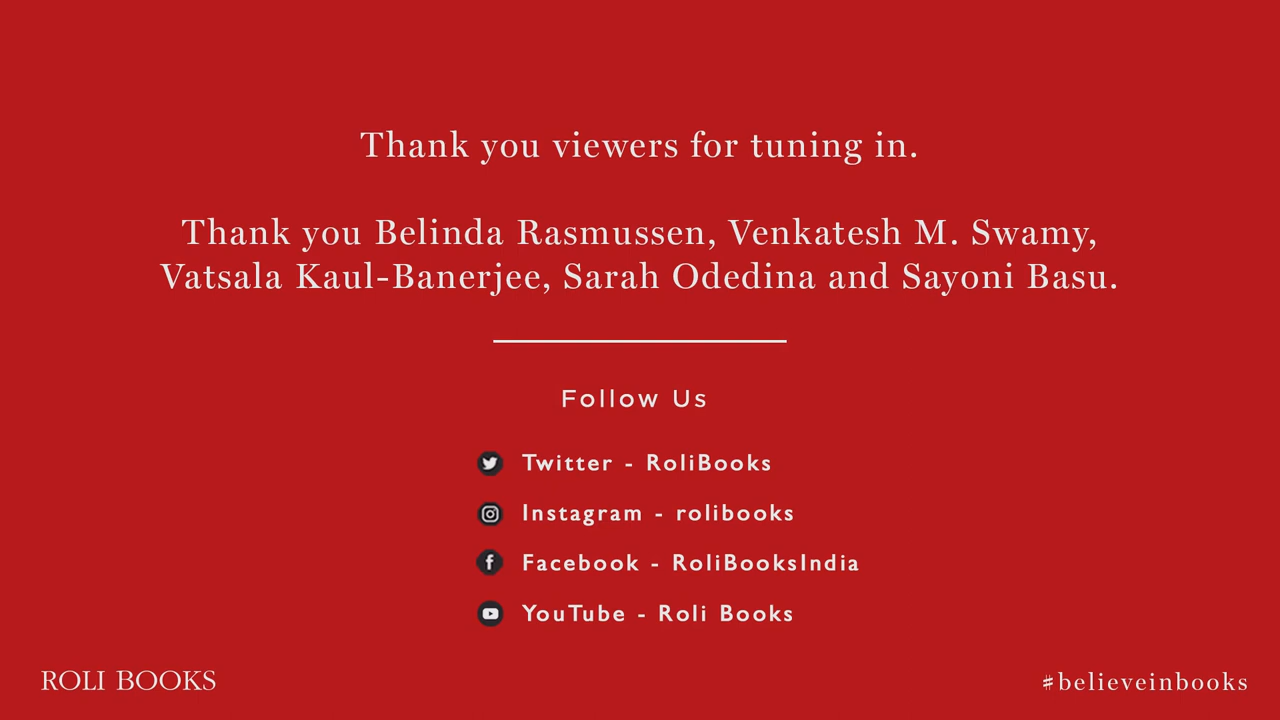 Thank you viewers for tuning in.
Thank you Belinda Rasmussen, Venkatesh M. Swamy,
Vatsala Kaul-Banerjee, Sarah Odedina and Sayoni Basu.
Follow Us
Twitter - RoliBooks
Instagram - rolibooks
Facebook - RoliBooksIndia
YouTube - Roli Books
ROLI BOOKS
#believeinbooks